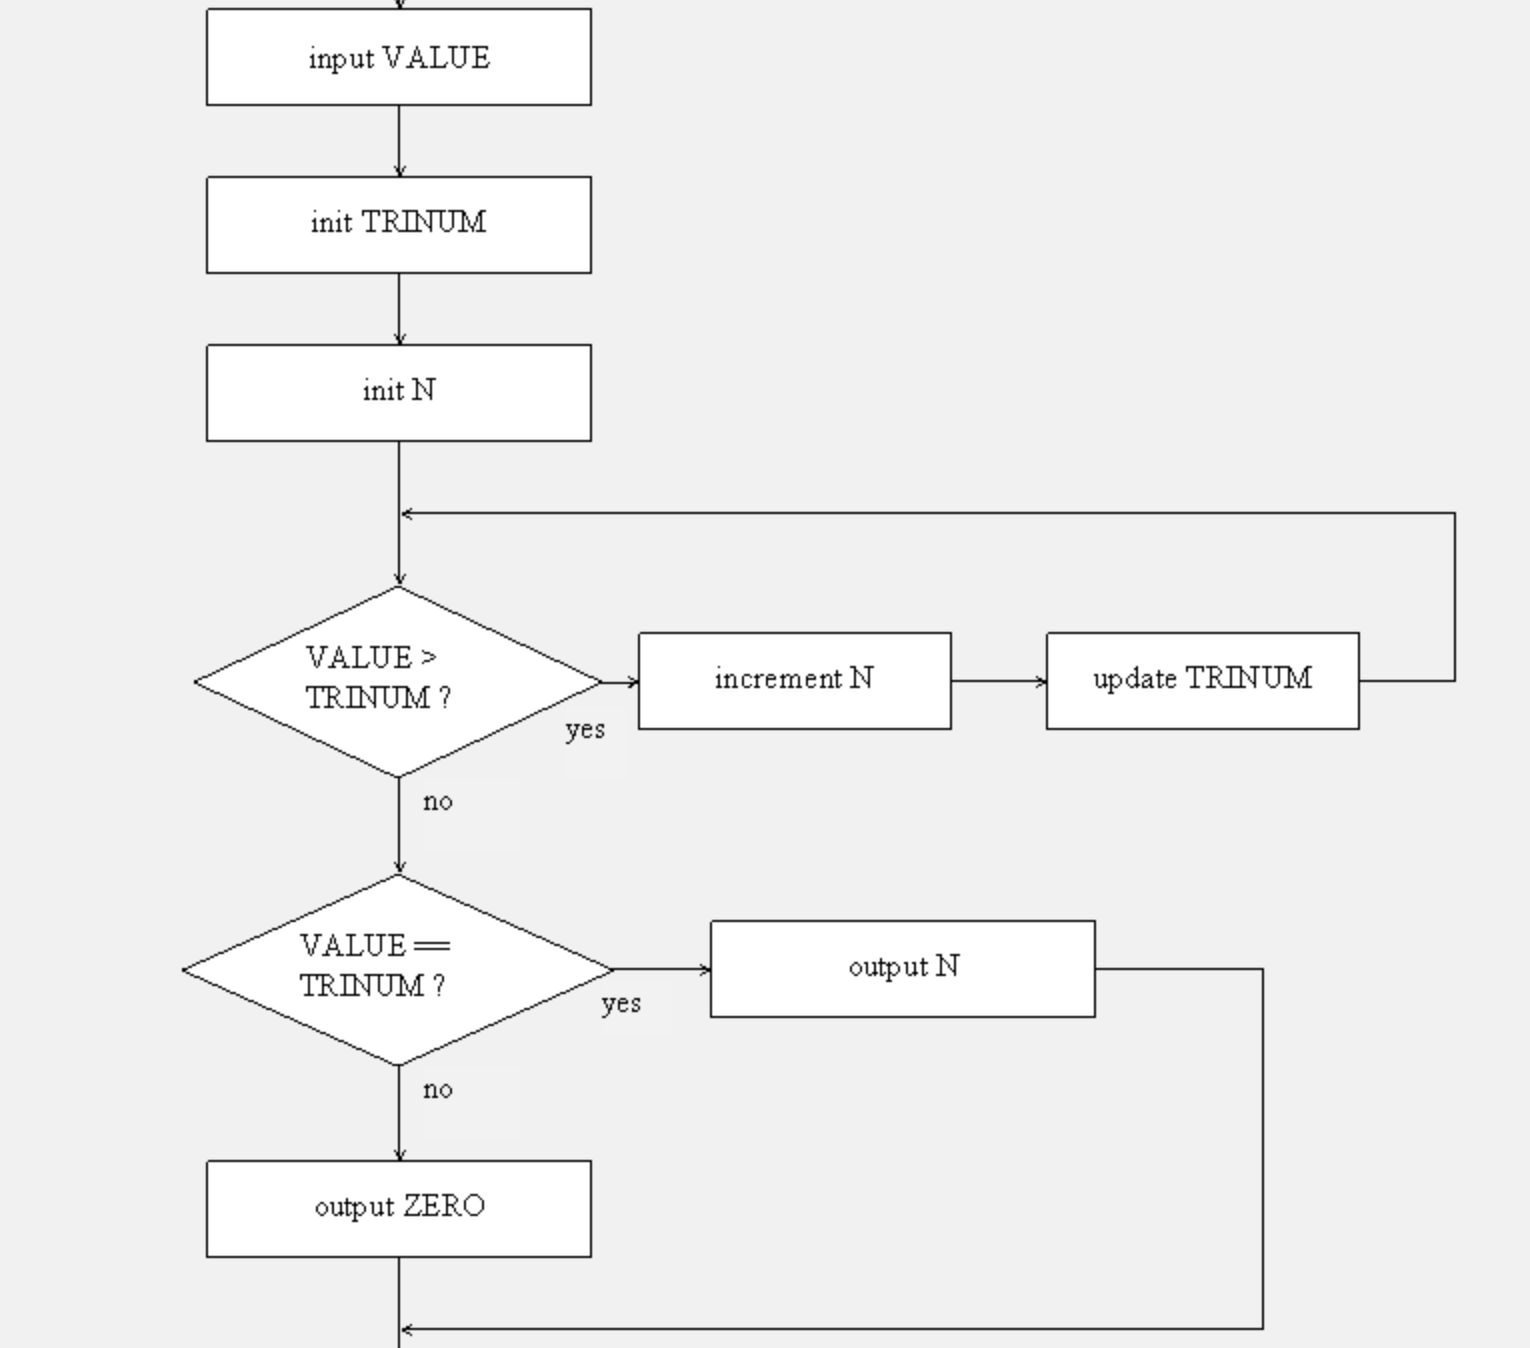 input VALUE
init TRINUM
init N
VALUE >
TRINUM ?
yes
increment N
update TRINUM
no
VALUE ==
TRINUM ?
yes
output N
no
output ZERO